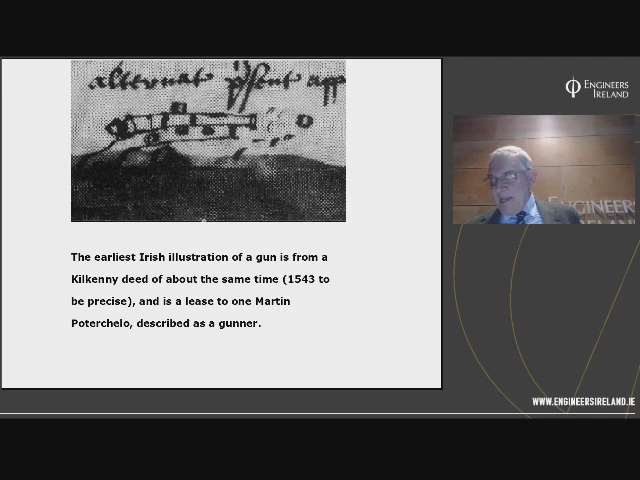 ENGINEERS
IRELAND
The earliest Irish illustration of a gun is from a
Kilkenny deed of about the same time (1543 to
be precise), and is a lease to one Martin
Poterchelo, described as a gunner.
ENGINEERS
WWW.ENGINEERSIRELAND.IE